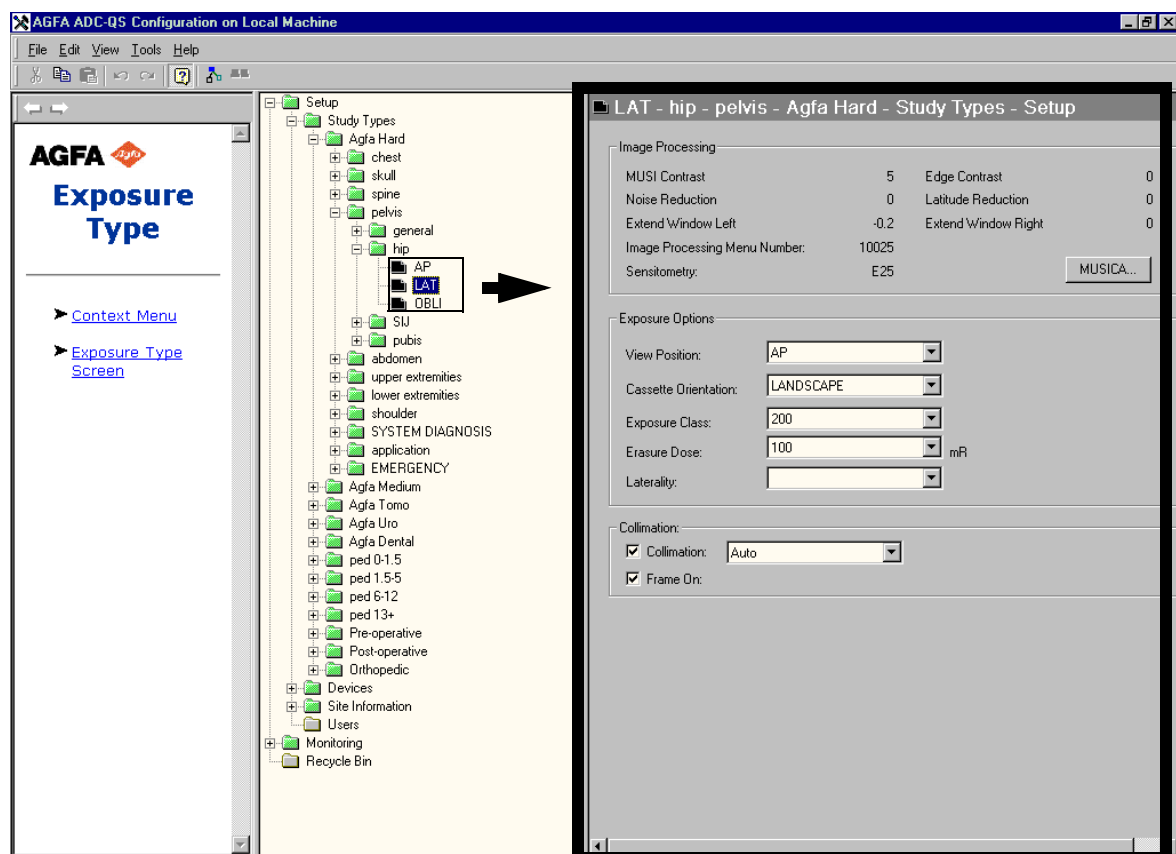 AGFA ADC-QS Configuration on Local Machine
File Edit View Tools Help
AGFA Agfa
Exposure
Type
Context Menu
Exposure Type
Screen
Setup
Study Types
Agfa Hard
chest
skull
spine
pelvis
general
hip
AP
LAT
OBLI
SIJ
pubis
abdomen
upper extremities
lower extremities
shoulder
SYSTEM DIAGNOSIS
application
EMERGENCY
Agfa Medium
Agfa Tomo
Agfa Uro
Agfa Dental
ped 0-1.5
ped 1.5-5
ped 6-12
ped 13+
Pre-operative
Post-operative
Orthopedic
Devices
Site Information
Users
Monitoring
Recycle Bin
LAT - hip - pelvis - Agfa Hard - Study Types - Setup
Image Processing
MUSI Contrast 5 Edge Contrast 0
Noise Reduction 0 Latitude Reduction 0
Extend Window Left -0.2 Extend Window Right 0
Image Processing Menu Number: 10025
Sensitometry: E25 MUSICA...
Exposure Options
View Position: AP
Cassette Orientation: LANDSCAPE
Exposure Class: 200
Erasure Dose: 100 mR
Laterality:
Collimation:
Collimation: Auto
Frame On: